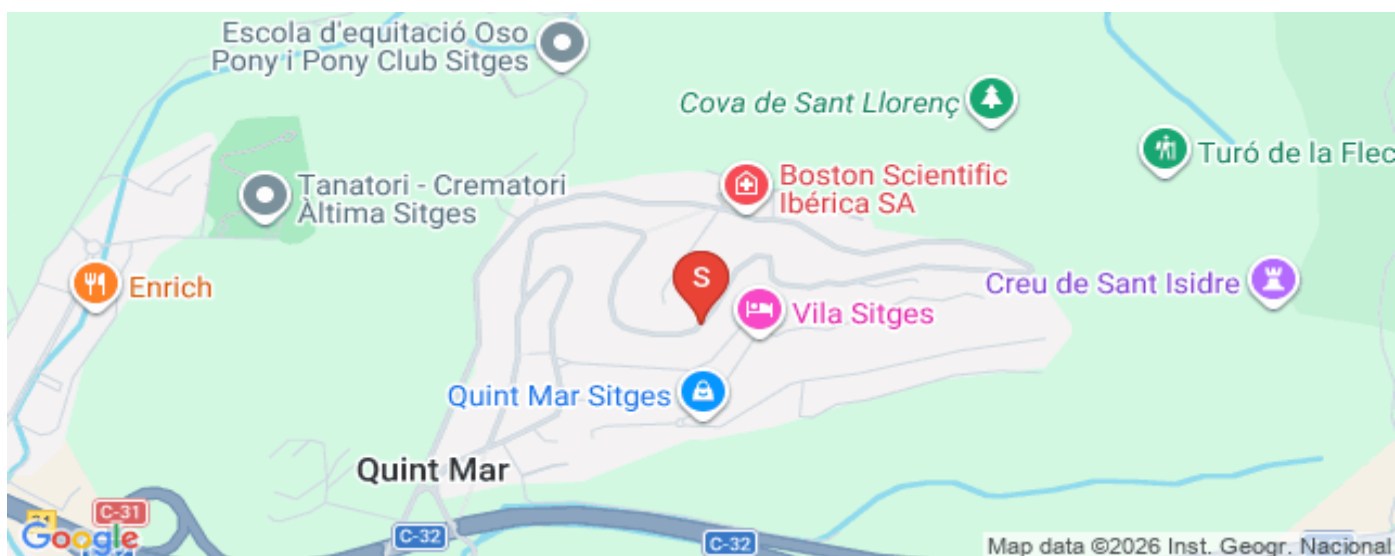 Escola d'equitació Oso
Pony i Pony Club Sitges
Cova de Sant Llorenç
Turó de la Flec
Boston Scientific
Ibérica SA
Tanatori - Crematori
Àltima Sitges
Enrich
S
Creu de Sant Isidre
Vila Sitges
Quint Mar Sitges
Quint Mar
C-31
Google
C-32
C-32
Map data ©2026 Inst. Geogr. Nacional